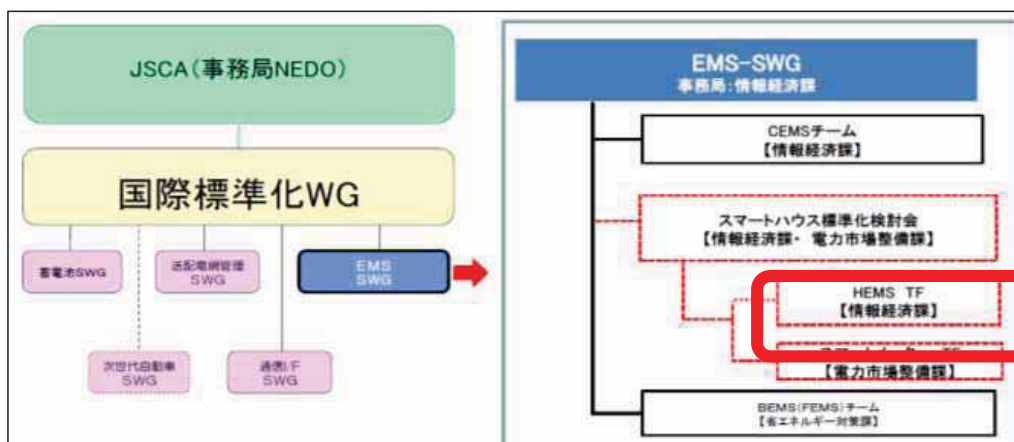 JSCA(事務局NEDO)
国際標準化WG
蓄電池SWG
送配電網管理
SWG
EMS
SWG
次世代自動車
SWG
通信I/F
SWG
EMS-SWG
事務局:情報経済課
CEMSチーム
【情報経済課】
スマートハウス標準化検討会
【情報経済課・電力市場整備課】
HEMS TF
【情報経済課】
【電力市場整備課】
BEMS(FEMS)チーム
【省エネルギー対策課】